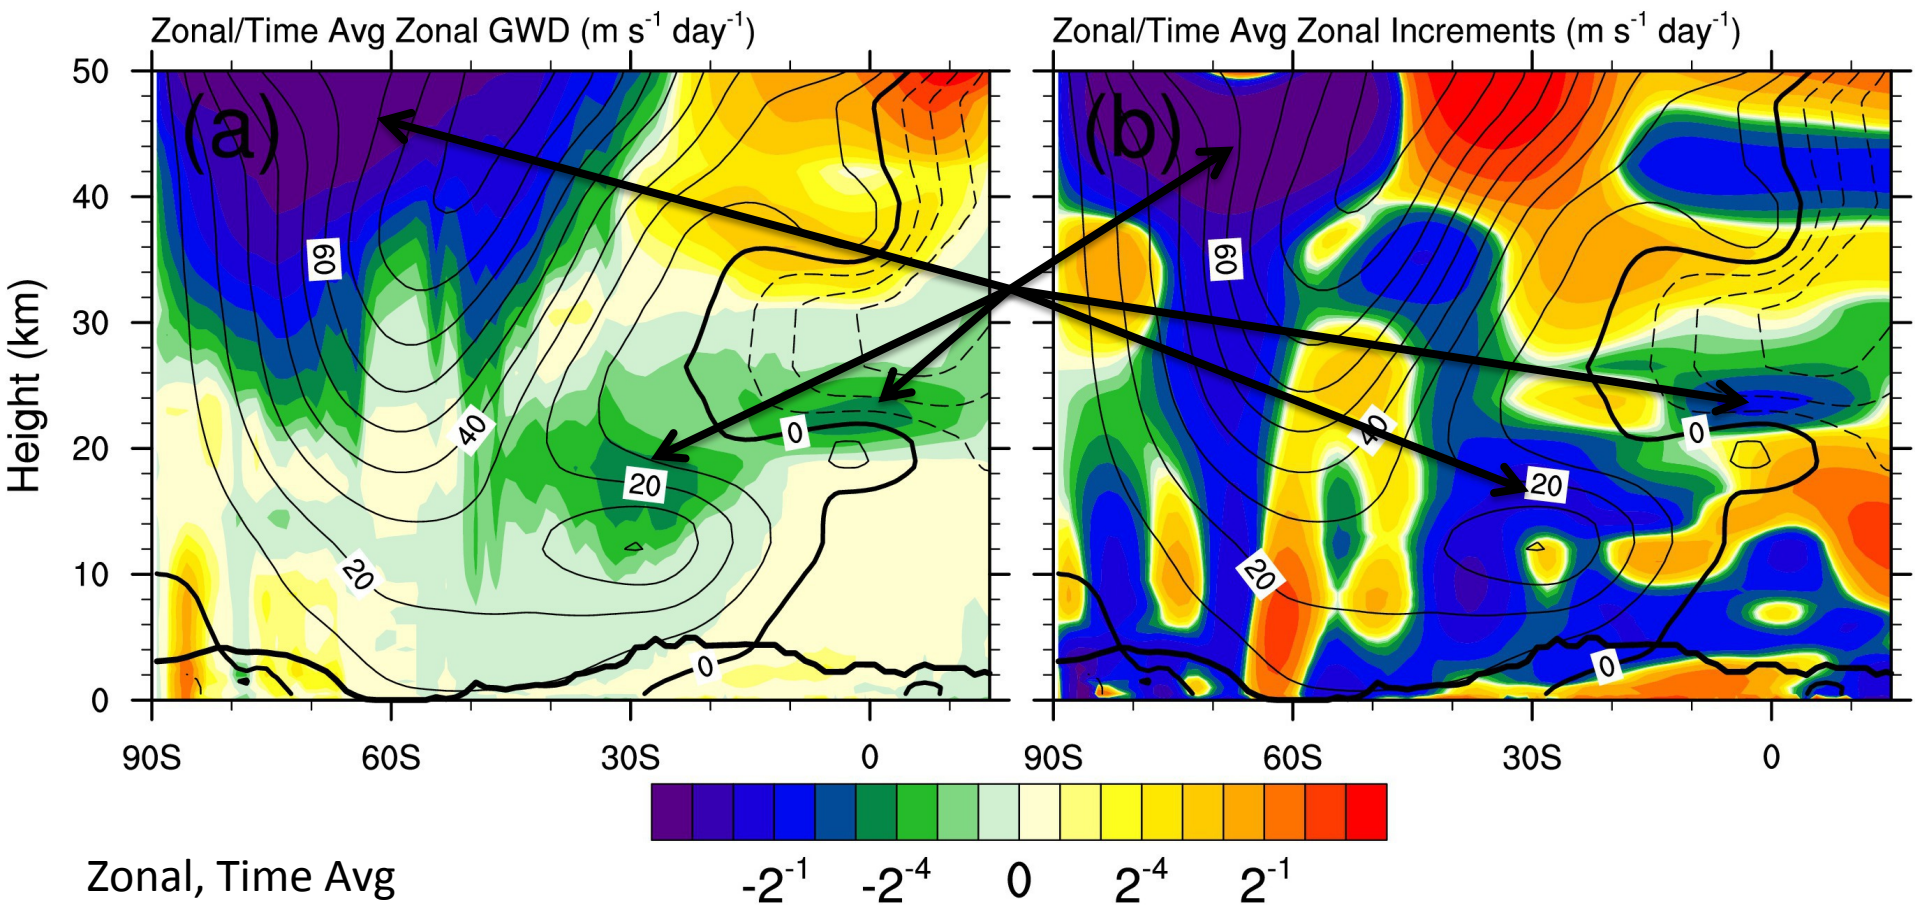 Zonal/Time Avg Zonal GWD (m s⁻¹ day⁻¹)
Zonal/Time Avg Zonal Increments (m s⁻¹ day⁻¹)
Height (km)
50
40
30
20
10
0
(a)
60
40
20
0
20
0
(b)
60
40
20
0
20
0
90S 60S 30S 0
90S 60S 30S 0
-2⁻¹ -2⁻⁴ 0 2⁻⁴ 2⁻¹
Zonal, Time Avg